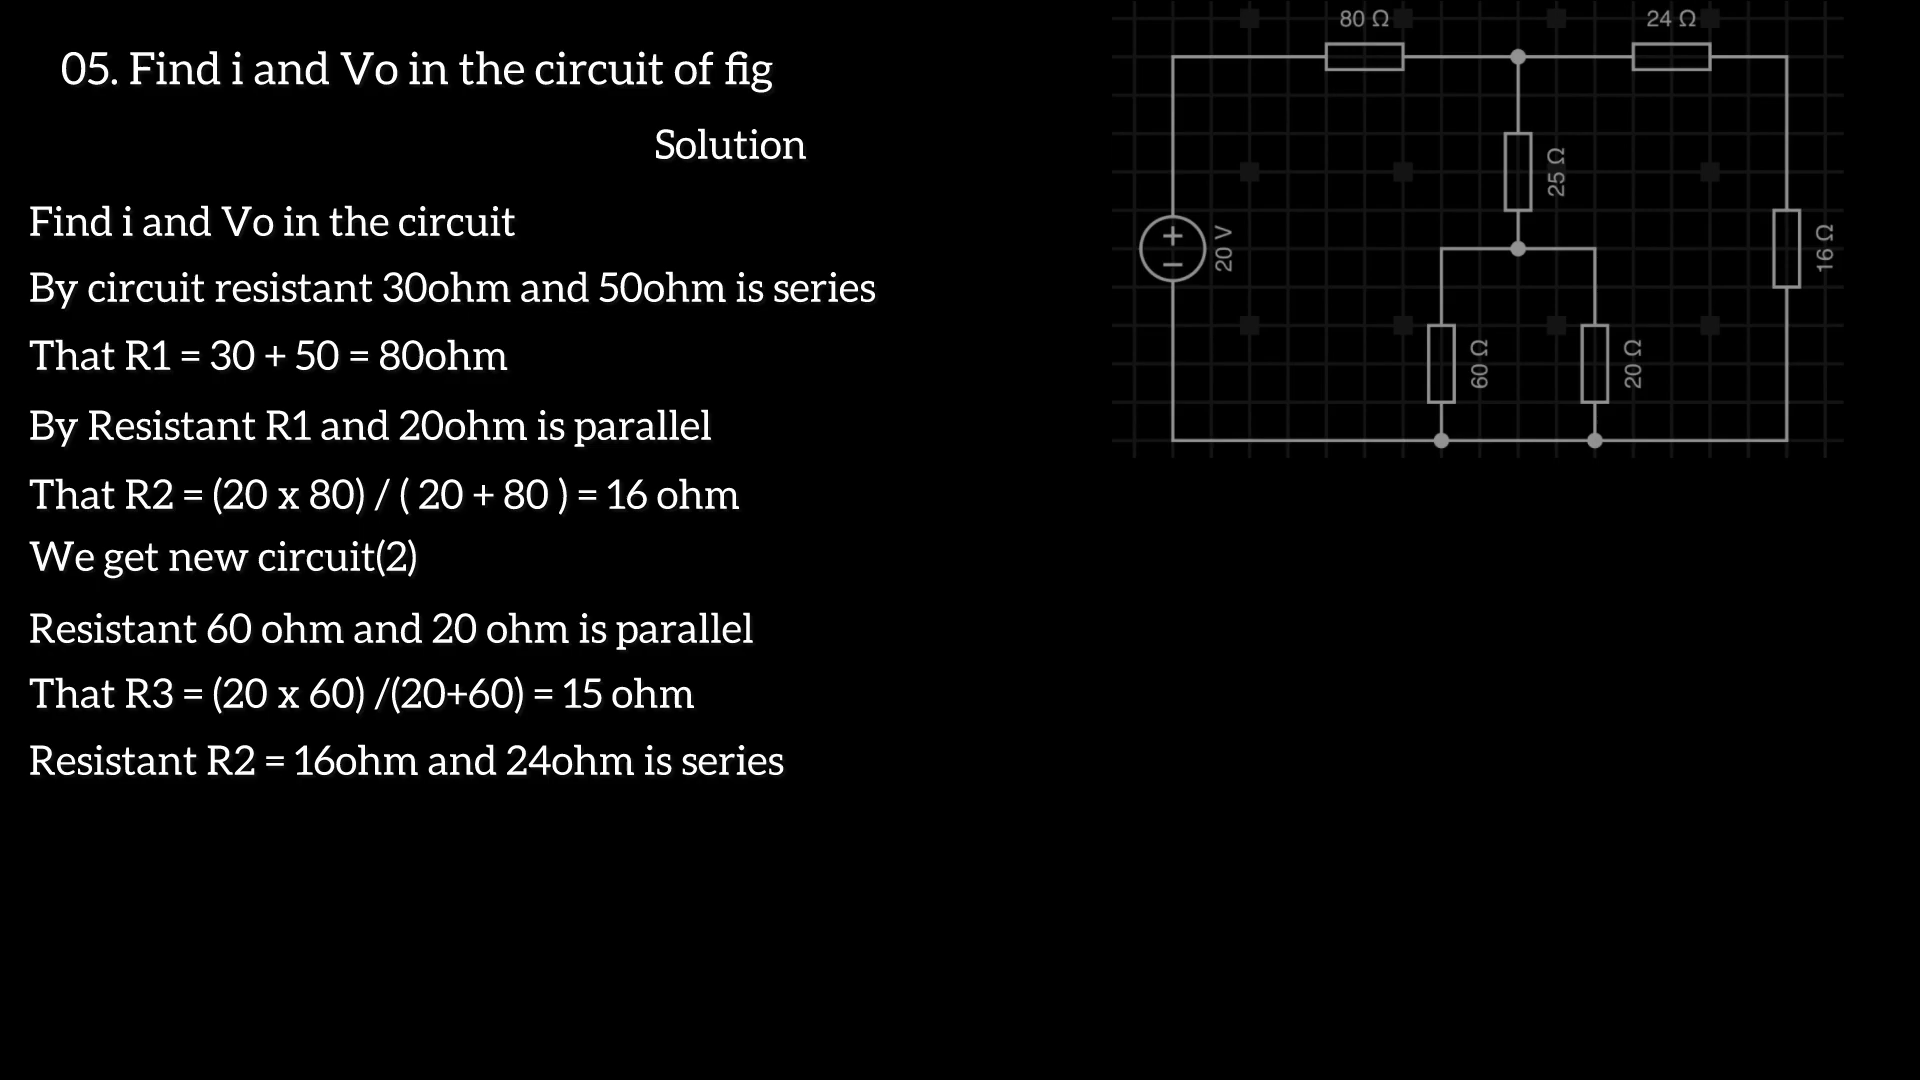 05. Find i and Vo in the circuit of fig
Solution
Find i and Vo in the circuit
By circuit resistant 30ohm and 50ohm is series
That R1 = 30 + 50 = 80ohm
By Resistant R1 and 20ohm is parallel
That R2 = (20 x 80) / ( 20 + 80 ) = 16 ohm
We get new circuit(2)
Resistant 60 ohm and 20 ohm is parallel
That R3 = (20 x 60) /(20+60) = 15 ohm
Resistant R2 = 16ohm and 24ohm is series
80 Ω
24 Ω
25 Ω
20 V
+
−
16 Ω
60 Ω
20 Ω